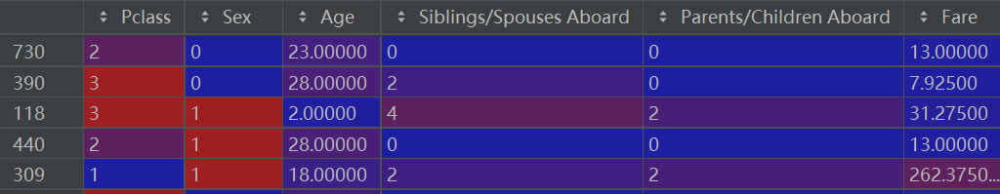 Pclass Sex Age Siblings/Spouses Aboard Parents/Children Aboard Fare
730 2 0 23.00000 0 0 13.00000
390 3 0 28.00000 2 0 7.92500
118 3 1 2.00000 4 2 31.27500
440 2 1 28.00000 0 0 13.00000
309 1 1 18.00000 2 2 262.3750...